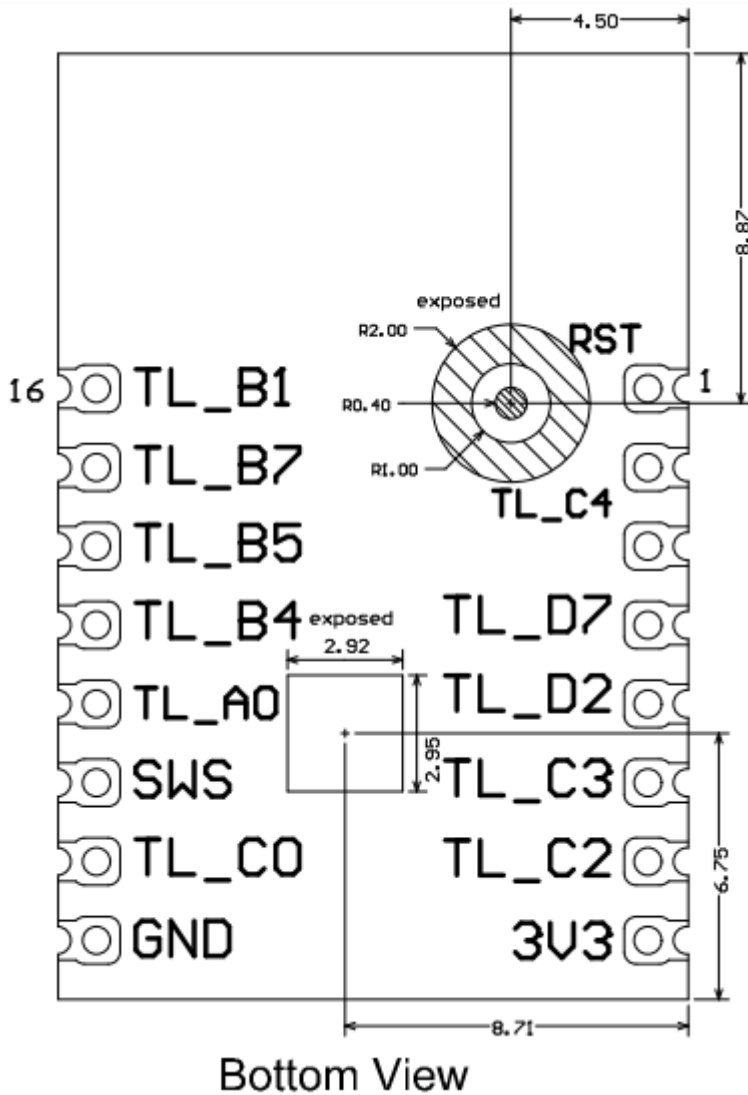 4.50
8.87
exposed
R2.00
RST
16
TL_B1
1
R0.40
TL_B7
R1.00
TL_C4
TL_B5
TL_B4
exposed
TL_D7
2.92
TL_A0
TL_D2
2.95
SWS
TL_C3
TL_C0
TL_C2
6.75
GND
3V3
8.71
Bottom View